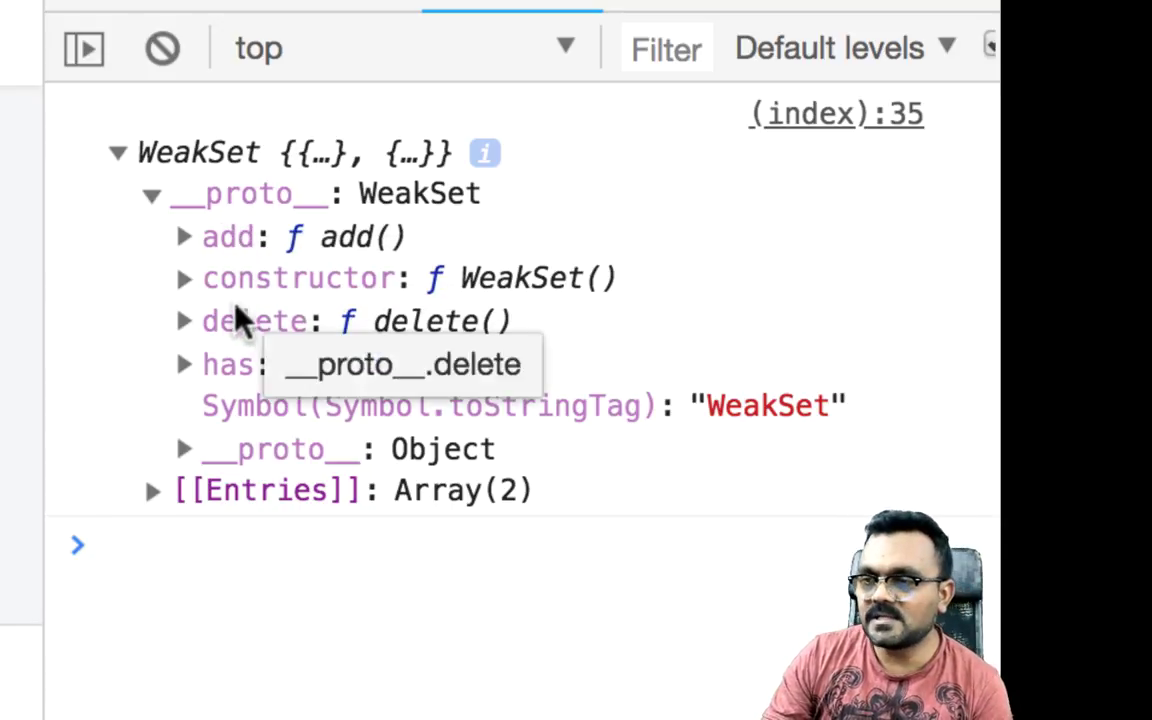 top Filter Default levels
(index):35
WeakSet {{…}, {…}} i
__proto__: WeakSet
add: ƒ add()
constructor: ƒ WeakSet()
delete: ƒ delete()
has: __proto__.delete
Symbol(Symbol.toStringTag): "WeakSet"
__proto__: Object
[[Entries]]: Array(2)